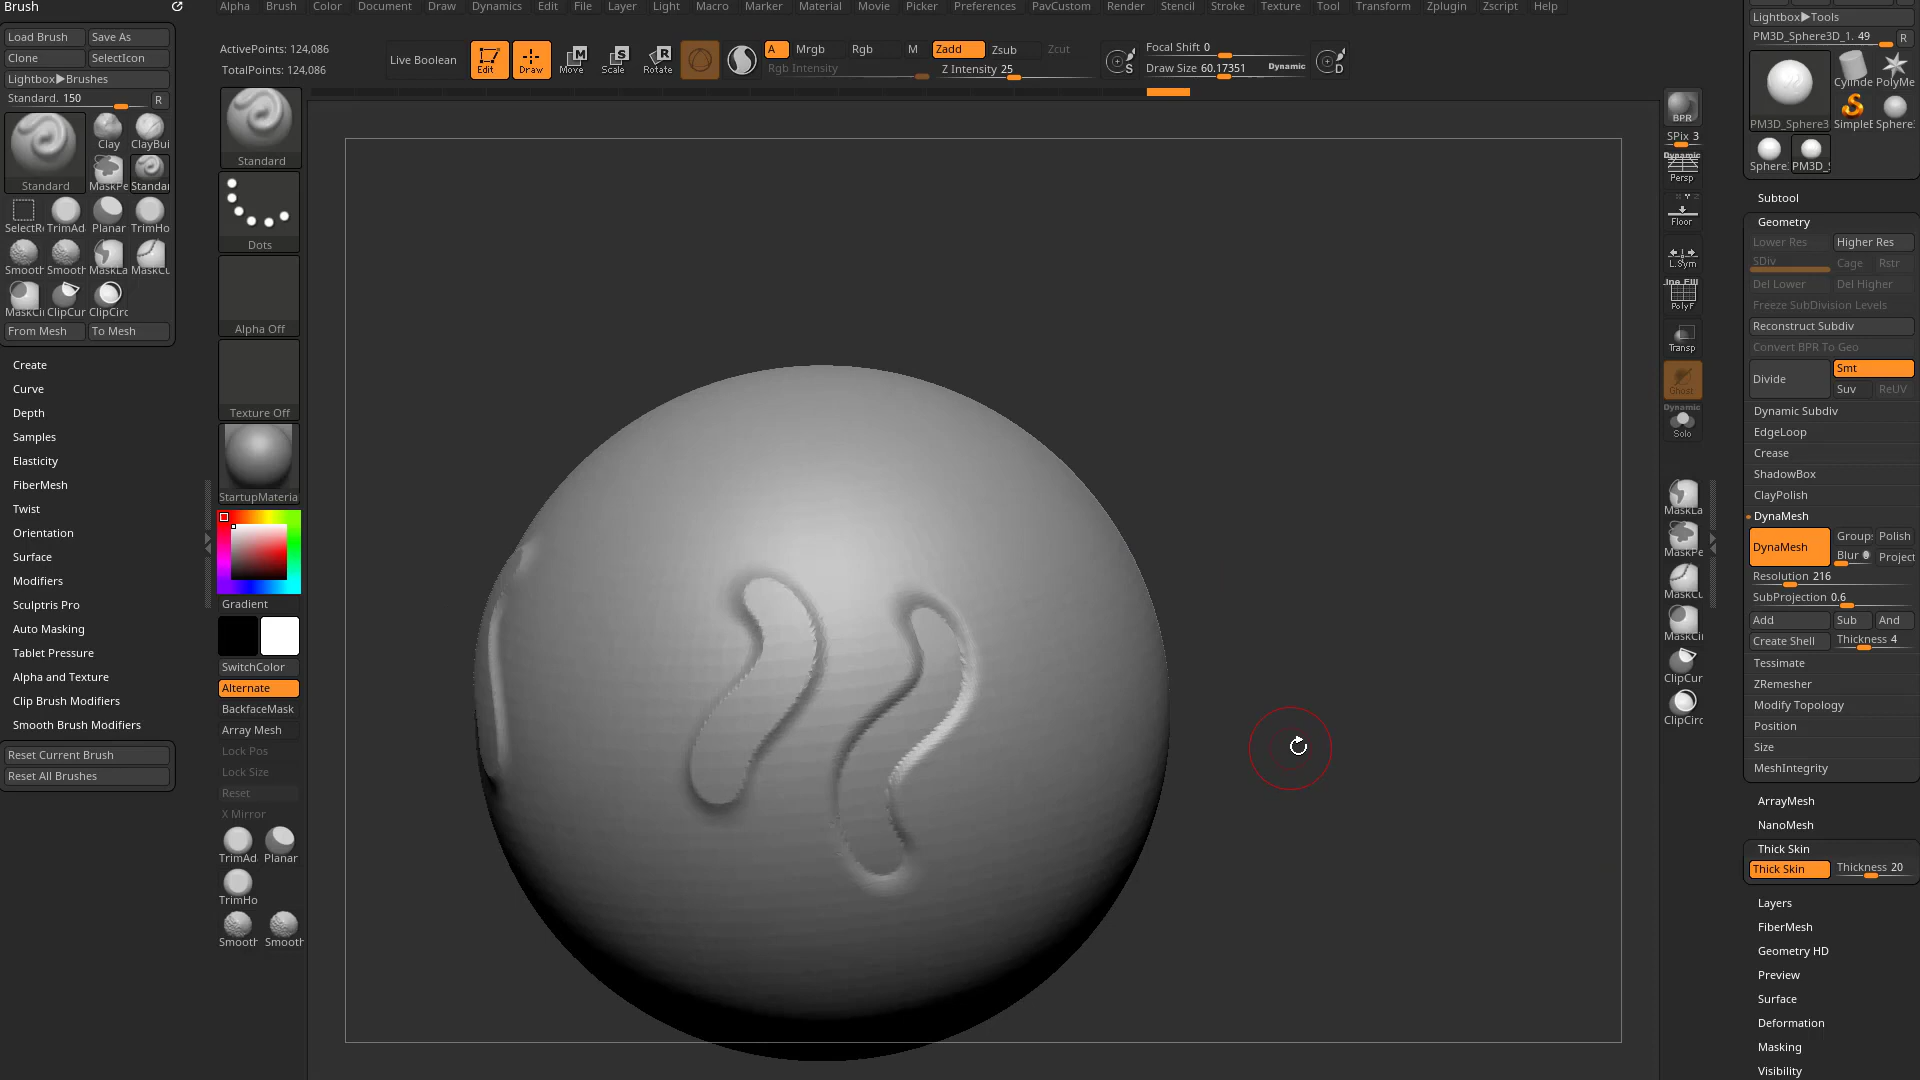 Brush
Alpha Brush Color Document Draw Dynamics Edit File Layer Light Macro Marker Material Movie Picker Preferences PavCustom Render Stencil Stroke Texture Tool Transform Zplugin Zscript Help
Load Brush Save As
Clone SelectIcon
Lightbox▶Brushes
Standard. 150 R
Standard
Clay ClayBui
MaskPe Standar
SelectRe TrimAd Planar TrimHo
Smooth Smooth MaskLa MaskCu
MaskCi ClipCur ClipCirc
From Mesh To Mesh
Create
Curve
Depth
Samples
Elasticity
FiberMesh
Twist
Orientation
Surface
Modifiers
Sculptris Pro
Auto Masking
Tablet Pressure
Alpha and Texture
Clip Brush Modifiers
Smooth Brush Modifiers
Reset Current Brush
Reset All Brushes
ActivePoints: 124,086
TotalPoints: 124,086
Live Boolean
Edit Draw Move Scale Rotate
A Mrgb Rgb M Zadd Zsub Zcut
Rgb Intensity Z Intensity 25
Focal Shift 0
Draw Size 60.17351 Dynamic
S D
Standard
Dots
Alpha Off
Texture Off
StartupMateria
Gradient
SwitchColor
Alternate
BackfaceMask
Array Mesh
Lock Pos
Lock Size
Reset
X Mirror
TrimAd Planar
TrimHo
Smooth Smooth
BPR
SPix 3
Dynamic
Persp
Floor
L.Sym
Line Fill
PolyF
Transp
Ghost
Dynamic
Solo
MaskLa
MaskPe
MaskCu
MaskCi
ClipCur
ClipCirc
Lightbox▶Tools
PM3D_Sphere3D_1. 49 R
PM3D_Sphere3
Cylinde PolyMe
SimpleB Sphere
Sphere PM3D_S
Subtool
Geometry
Lower Res Higher Res
SDiv Cage Rstr
Del Lower Del Higher
Freeze SubDivision Levels
Reconstruct Subdiv
Convert BPR To Geo
Divide Smt
Suv ReUV
Dynamic Subdiv
EdgeLoop
Crease
ShadowBox
ClayPolish
DynaMesh
DynaMesh Group Polish
Blur Project
Resolution 216
SubProjection 0.6
Add Sub And
Create Shell Thickness 4
Tessimate
ZRemesher
Modify Topology
Position
Size
MeshIntegrity
ArrayMesh
NanoMesh
Thick Skin
Thick Skin Thickness 20
Layers
FiberMesh
Geometry HD
Preview
Surface
Deformation
Masking
Visibility